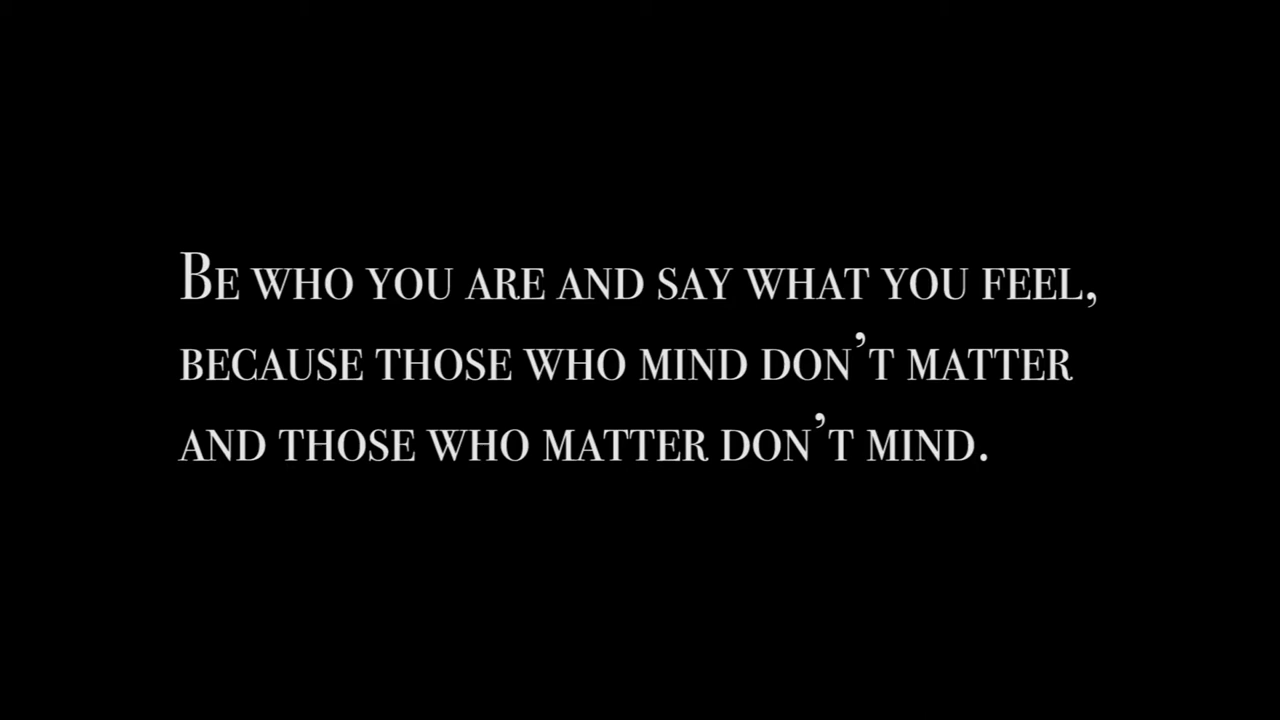 Be who you are and say what you feel,
because those who mind don’t matter
and those who matter don’t mind.